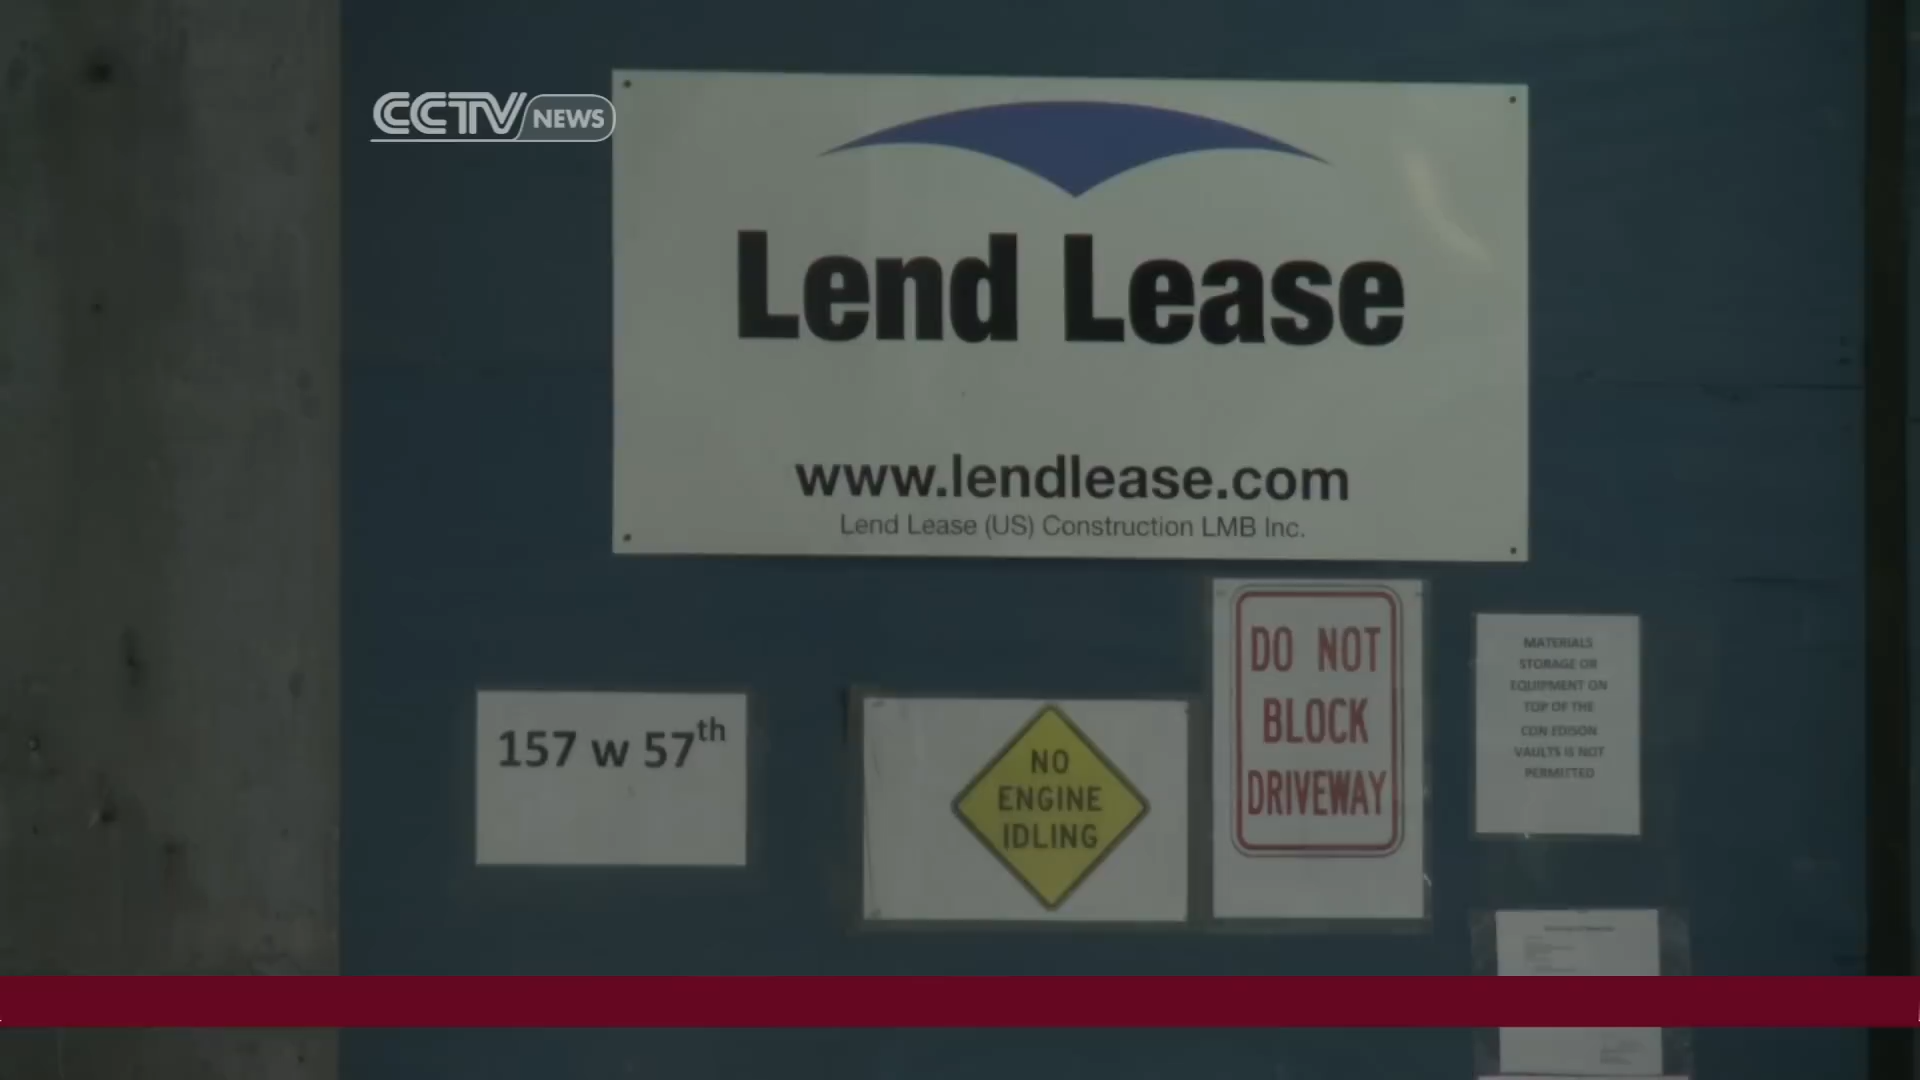 CCTV NEWS
Lend Lease
www.lendlease.com
Lend Lease (US) Construction LMB Inc.
157 w 57th
NO
ENGINE
IDLING
DO NOT
BLOCK
DRIVEWAY
MATERIALS
STORAGE OR
EQUIPMENT ON
TOP OF THE
CON EDISON
VAULTS IS NOT
PERMITTED